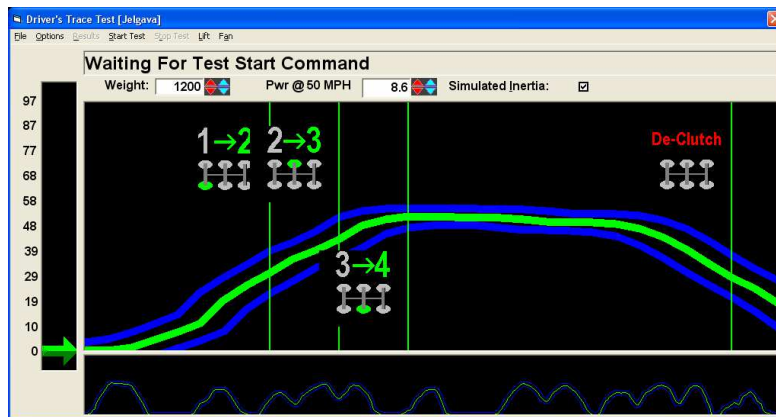 Driver's Trace Test [Jelgava]
File Options Results Start Test Stop Test Lift Fan
Waiting For Test Start Command
Weight: 1200 Pwr @ 50 MPH 8.6 Simulated Inertia:
97
87
77
68
58
48
39
29
19
10
0
1→2 2→3
De-Clutch
3→4